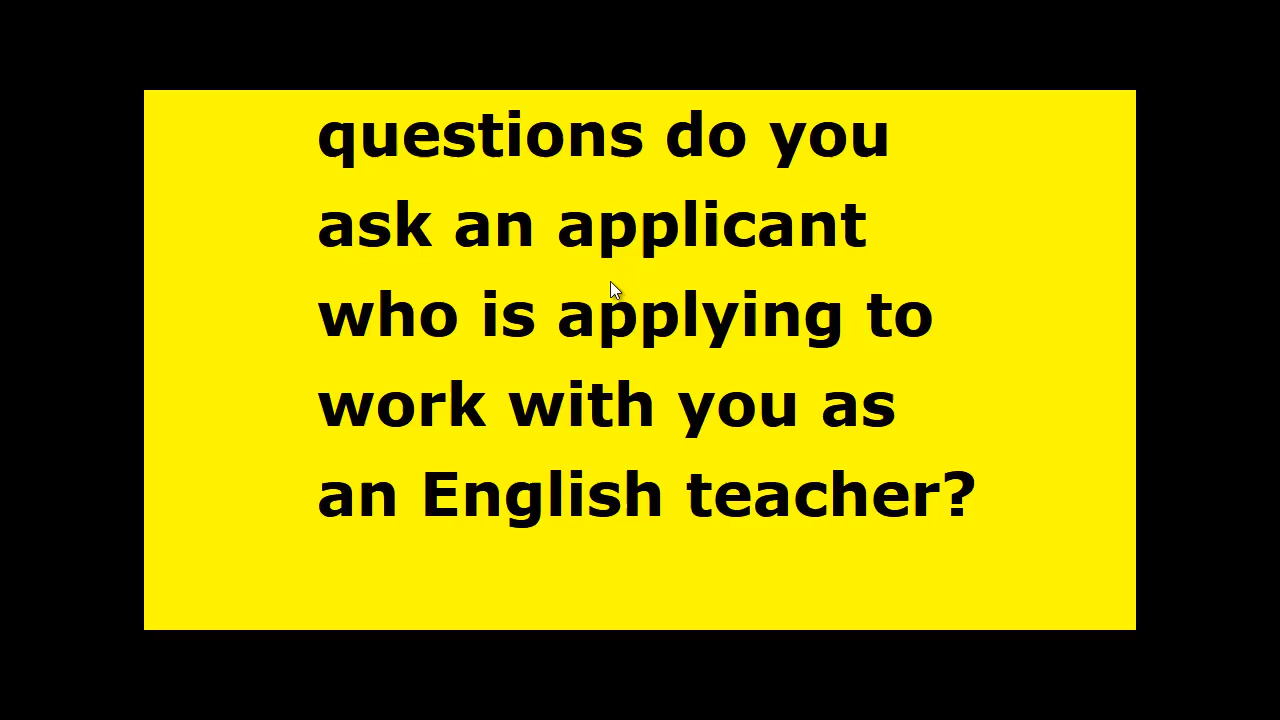 questions do you
ask an applicant
who is applying to
work with you as
an English teacher?